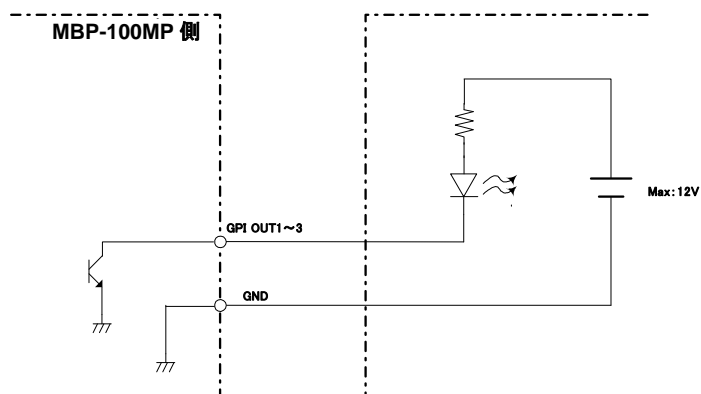 MBP-100MP 側
GPI OUT1～3
Max:12V
GND